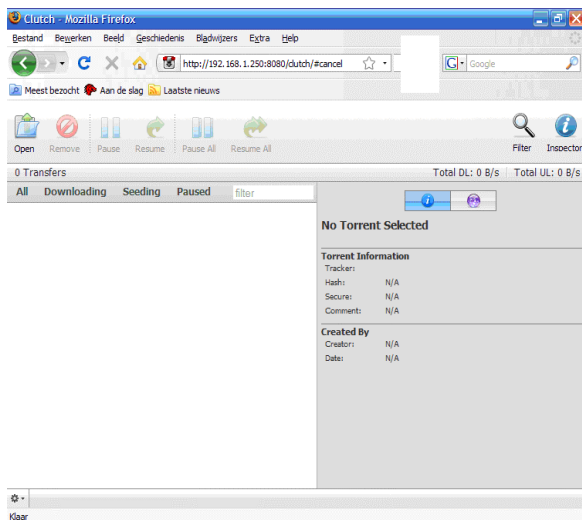 Clutch - Mozilla Firefox
Bestand Bewerken Beeld Geschiedenis Bladwijzers Extra Help
http://192.168.1.250:8080/clutch/#cancel
G Google
Meest bezocht Aan de slag Laatste nieuws
Open Remove Pause Resume Pause All Resume All Filter Inspector
0 Transfers Total DL: 0 B/s Total UL: 0 B/s
All Downloading Seeding Paused filter
No Torrent Selected
Torrent Information
Tracker:
Hash: N/A
Secure: N/A
Comment: N/A
Created By
Creator: N/A
Date: N/A
Klaar